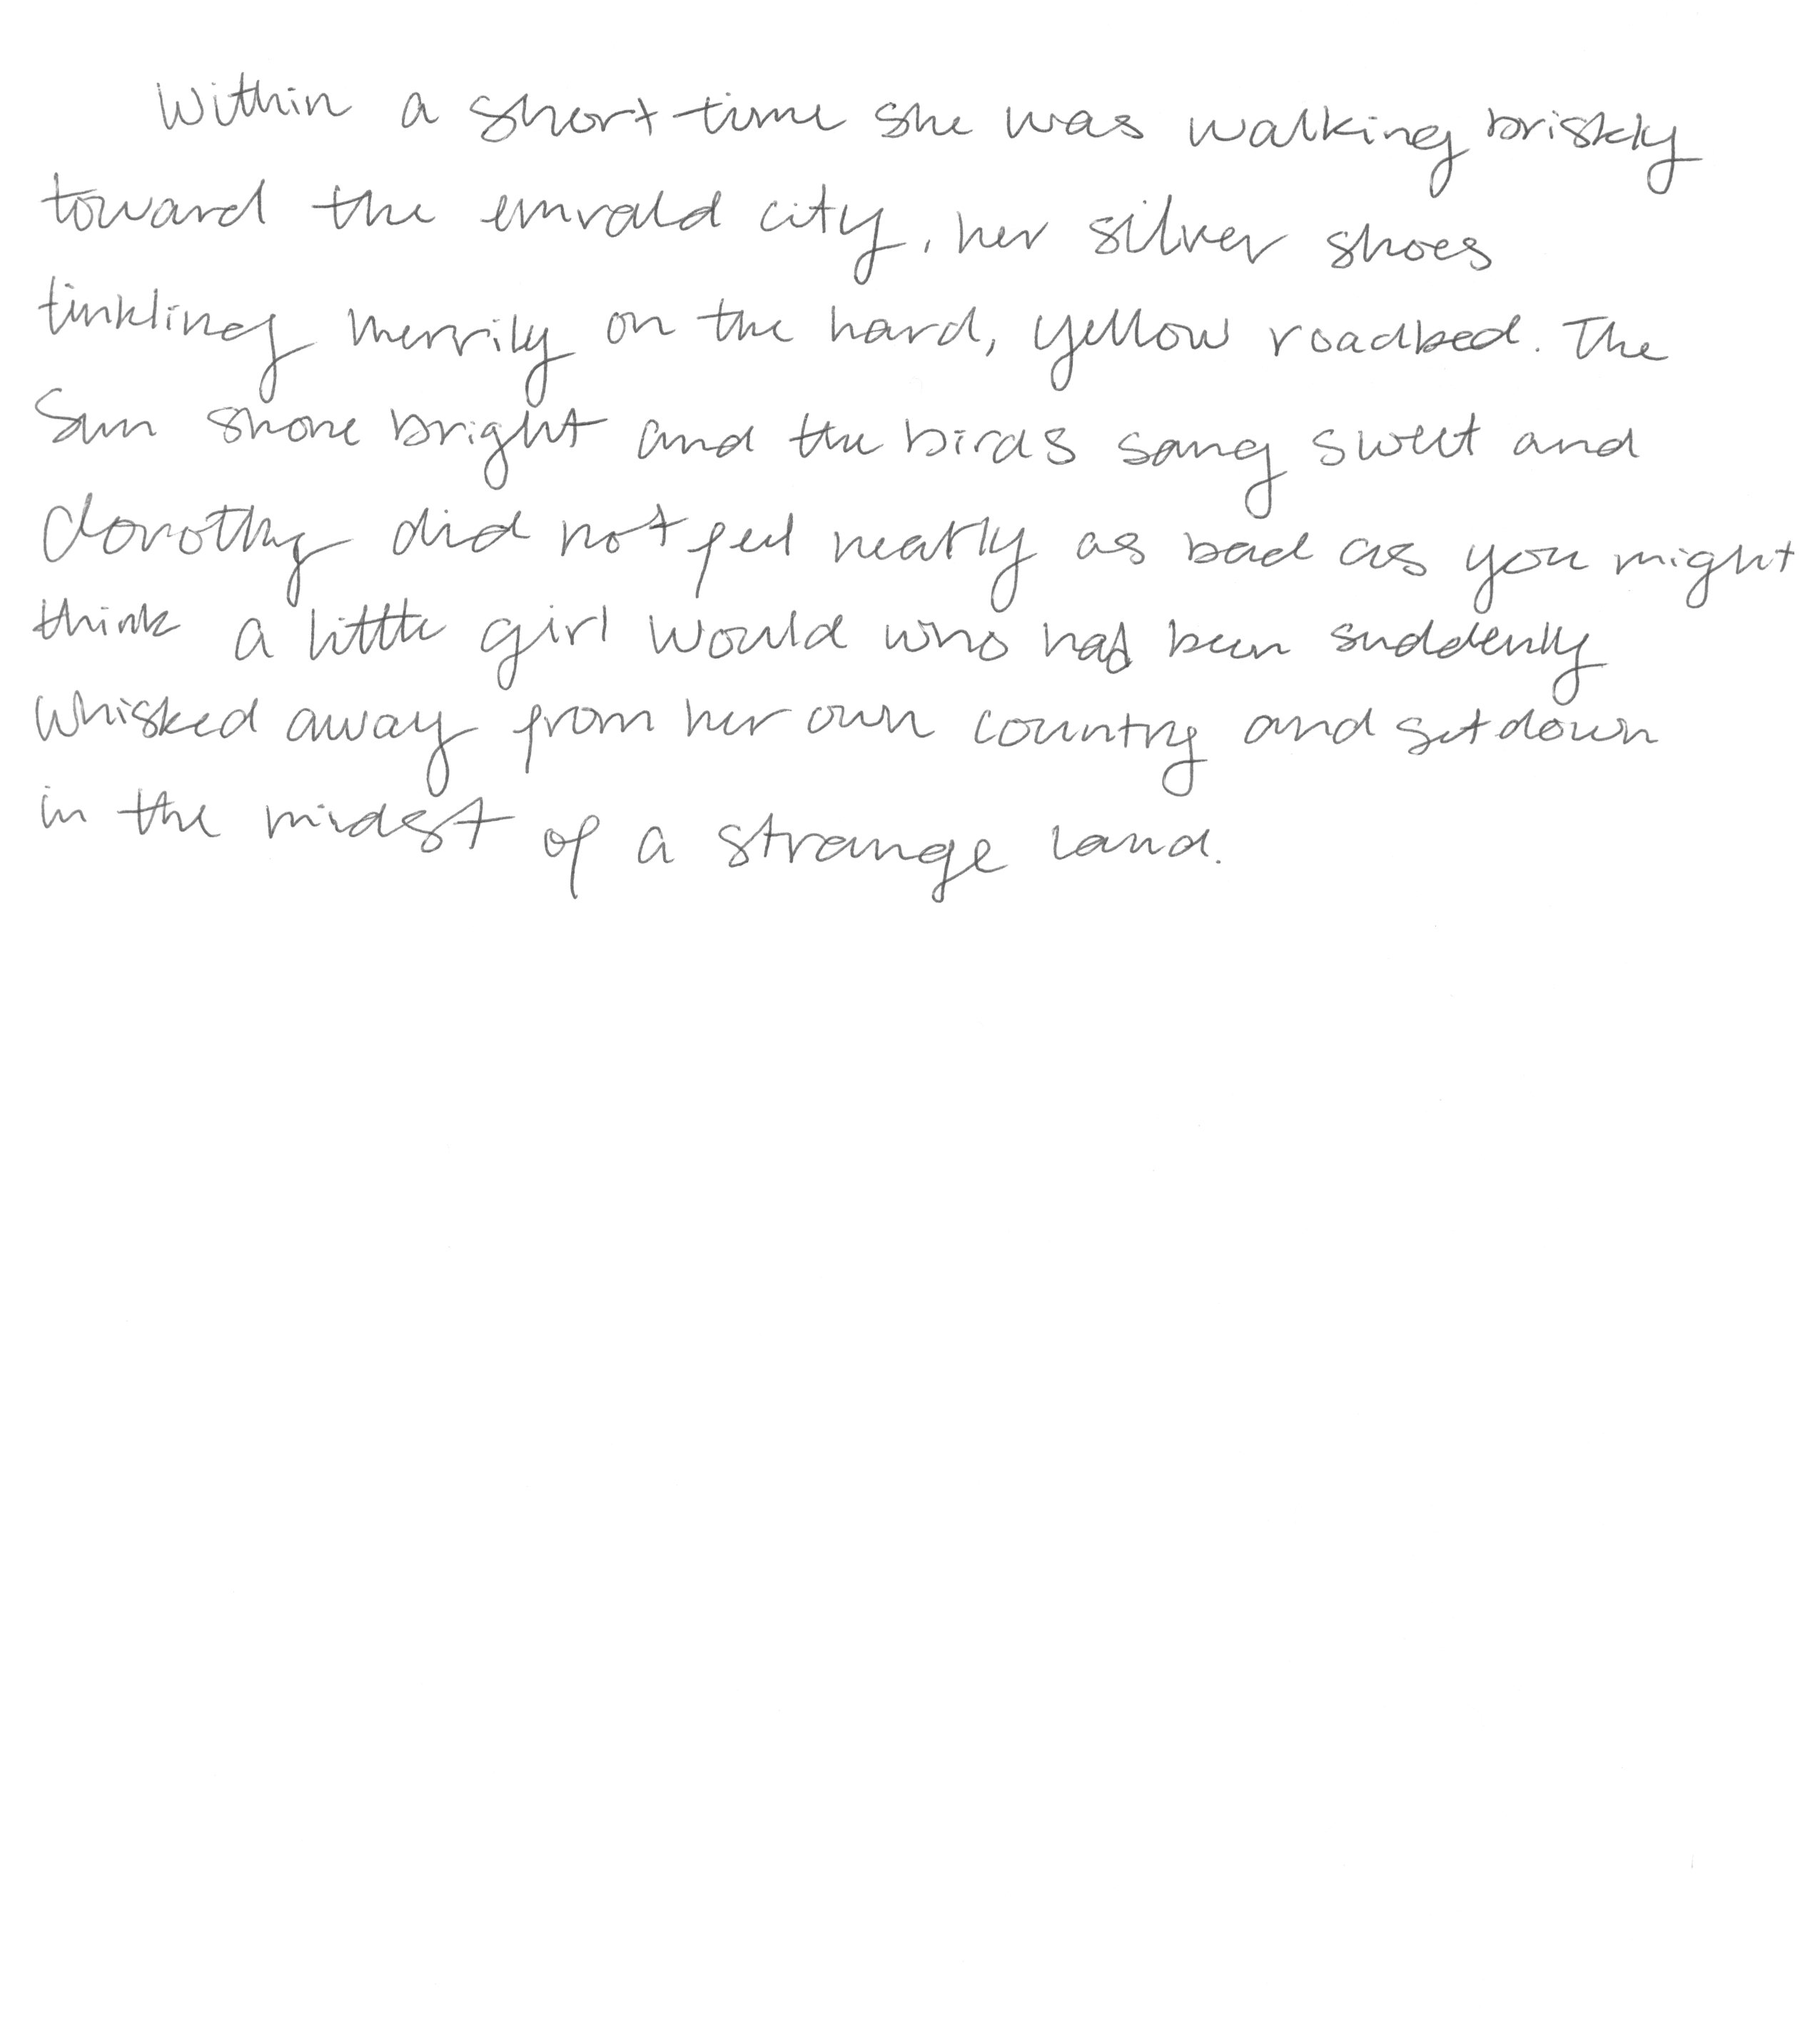 Within a short time she was walking briskly
toward the emrald city, her silver shoes
tinkling merrily on the hard, yellow roadbed. The
Sun shone bright and the birds sang sweet and
dorothy did not feel nearly as bad as you might
think a little girl would who had been suddenly
whisked away from her own country and set down
in the midst of a strange land.